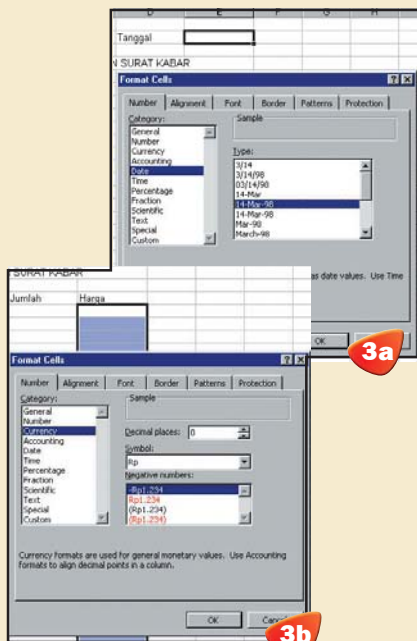 D E F G H
Tanggal
N SURAT KABAR
Format Cells
Number Alignment Font Border Patterns Protection
Category:
General
Number
Currency
Accounting
Date
Time
Percentage
Fraction
Scientific
Text
Special
Custom
Sample
Type:
3/14
3/14/98
03/14/98
14-Mar
14-Mar-98
14-Mar-98
Mar-98
March-98
as date values. Use Time
OK
3a
SURAT KABAR
Jumlah Harga
Format Cells
Number Alignment Font Border Patterns Protection
Category:
General
Number
Currency
Accounting
Date
Time
Percentage
Fraction
Scientific
Text
Special
Custom
Sample
Decimal places: 0
Symbol:
Rp
Negative numbers:
-Rp1.234
Rp1.234
(Rp1.234)
(Rp1.234)
Currency formats are used for general monetary values. Use Accounting
formats to align decimal points in a column.
OK Cancel
3b